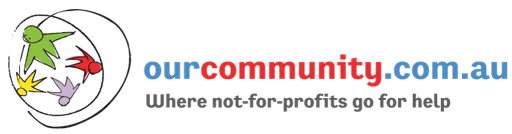 ourcommunity.com.au
Where not-for-profits go for help